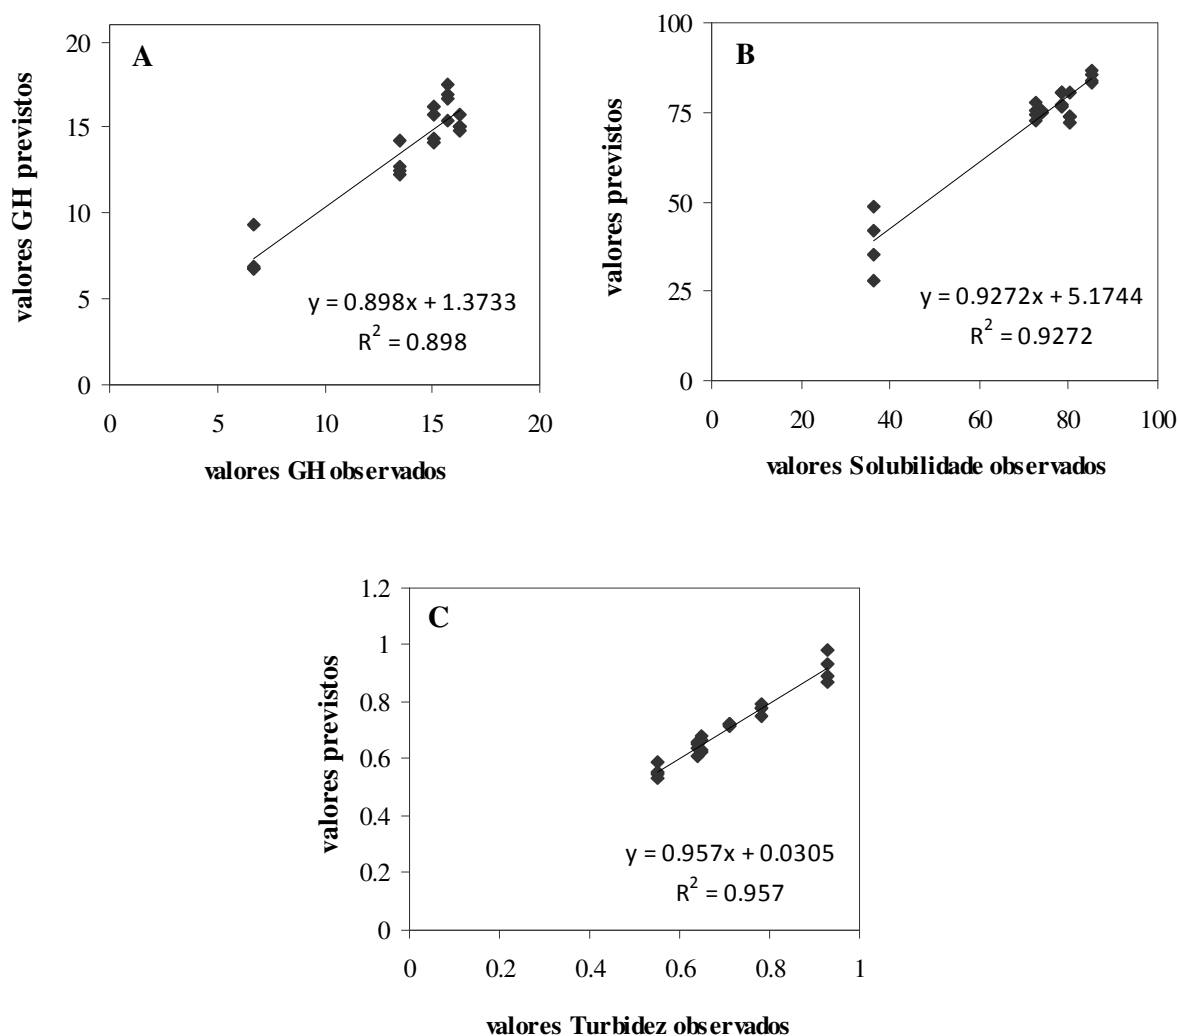 A
valores GH previstos
20
15
10
5
0
y = 0.898x + 1.3733
R² = 0.898
0 5 10 15 20
valores GH observados
B
valores previstos
100
75
50
25
0
y = 0.9272x + 5.1744
R² = 0.9272
0 20 40 60 80 100
valores Solubilidade observados
C
valores previstos
1.2
1
0.8
0.6
0.4
0.2
0
y = 0.957x + 0.0305
R² = 0.957
0 0.2 0.4 0.6 0.8 1
valores Turbidez observados